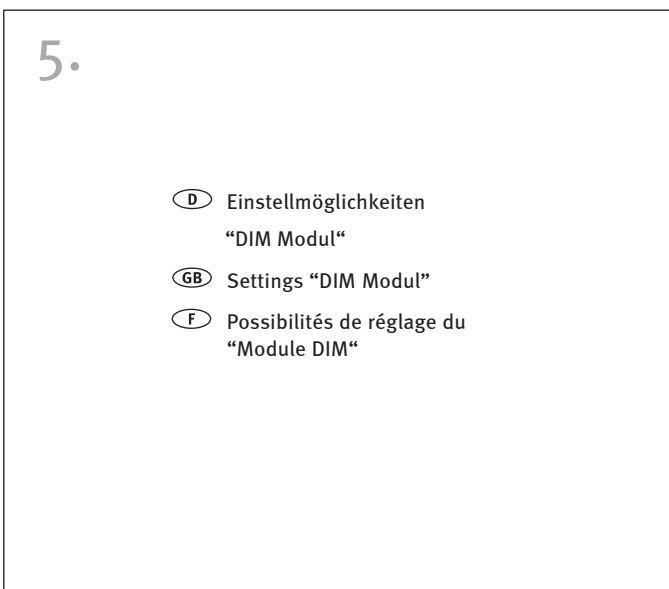 5.
D Einstellmöglichkeiten
“DIM Modul“
GB Settings “DIM Modul”
F Possibilités de réglage du
“Module DIM“